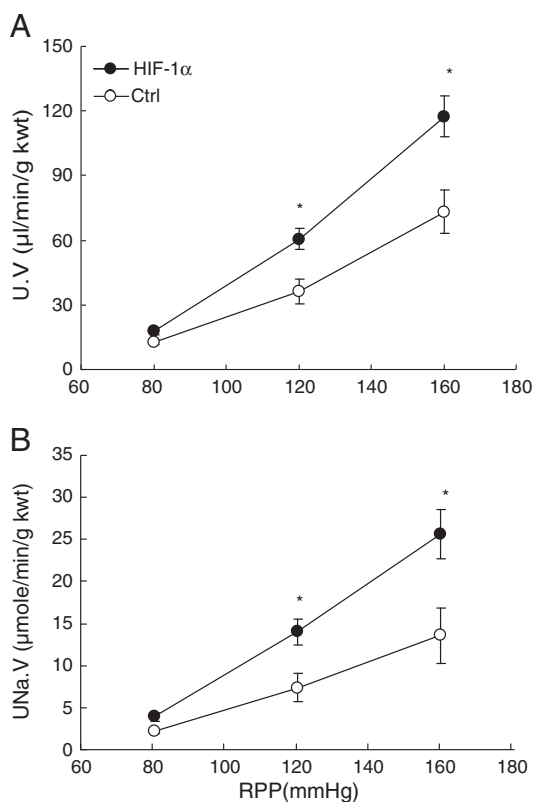 A
150
120
90
60
30
0
U.V (µl/min/g kwt)
HIF-1α
Ctrl
*
*
60 80 100 120 140 160 180
B
35
30
25
20
15
10
5
0
UNa.V (µmole/min/g kwt)
*
*
60 80 100 120 140 160 180
RPP(mmHg)